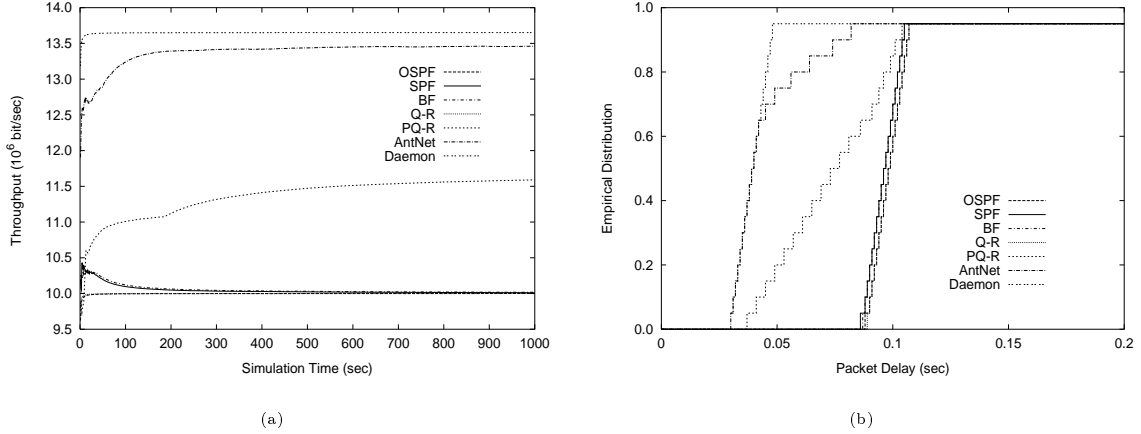 14.0
13.5
13.0
12.5
12.0
11.5
11.0
10.5
10.0
9.5
Throughput (10⁶ bit/sec)
OSPF
SPF
BF
Q-R
PQ-R
AntNet
Daemon
0 100 200 300 400 500 600 700 800 900 1000
Simulation Time (sec)
(a)
1.0
0.8
0.6
0.4
0.2
0.0
Empirical Distribution
OSPF
SPF
BF
Q-R
PQ-R
AntNet
Daemon
0 0.05 0.1 0.15 0.2
Packet Delay (sec)
(b)